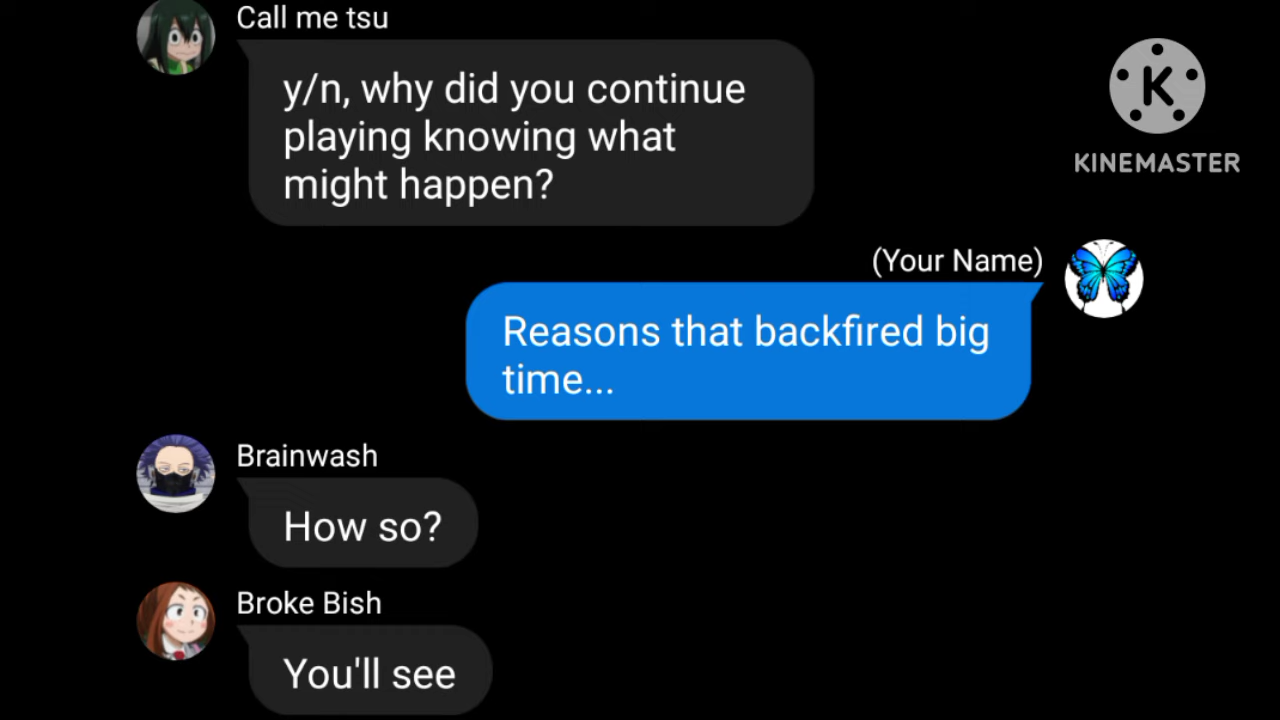 Call me tsu
y/n, why did you continue
playing knowing what
might happen?
K
KINEMASTER
(Your Name)
Reasons that backfired big
time...
Brainwash
How so?
Broke Bish
You'll see